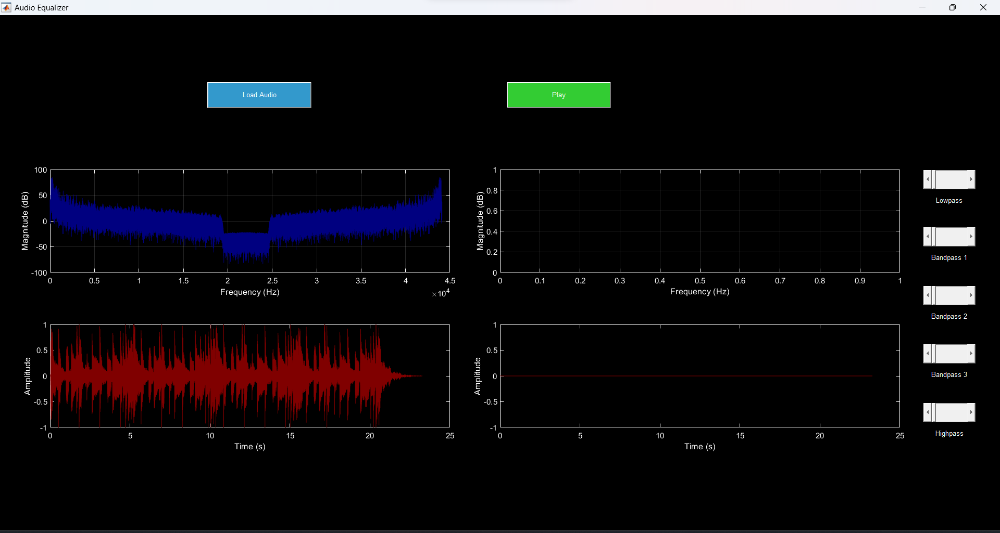 Audio Equalizer
Load Audio
Play
100
50
0
-50
-100
Magnitude (dB)
0 0.5 1 1.5 2 2.5 3 3.5 4 4.5
Frequency (Hz)
×10^4
1
0.8
0.6
0.4
0.2
0
Magnitude (dB)
0 0.1 0.2 0.3 0.4 0.5 0.6 0.7 0.8 0.9 1
Frequency (Hz)
Lowpass
Bandpass 1
Bandpass 2
Bandpass 3
Highpass
1
0.5
0
-0.5
-1
Amplitude
0 5 10 15 20 25
Time (s)
1
0.5
0
-0.5
-1
Amplitude
0 5 10 15 20 25
Time (s)